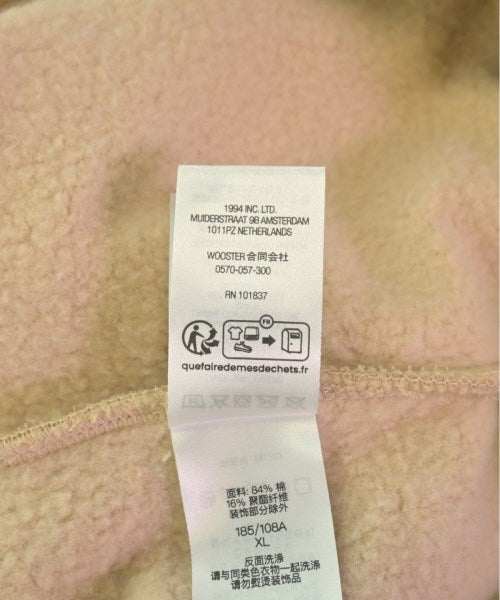 1994 INC. LTD.
MUIDERSTRAAT 9B AMSTERDAM
1011PZ NETHERLANDS
WOOSTER 合同会社
0570-057-300
RN 101837
FR
quefairedemesdechets.fr
面料: 84% 棉
16% 聚酯纤维
装饰部分除外
185/108A
XL
反面洗涤
请与同类色衣物一起洗涤
请勿熨烫装饰品